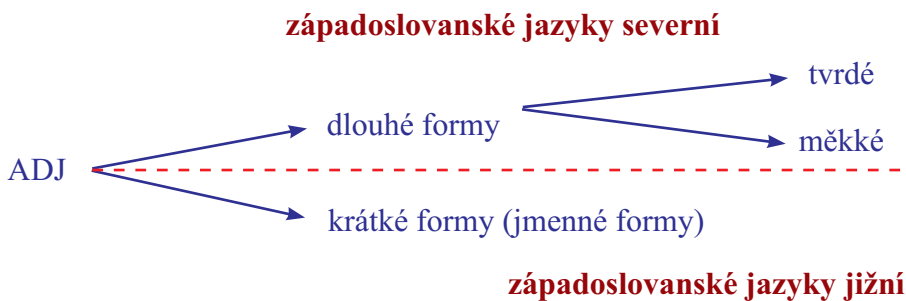 západoslovanské jazyky severní
tvrdé
dlouhé formy
měkké
ADJ
krátké formy (jmenné formy)
západoslovanské jazyky jižní